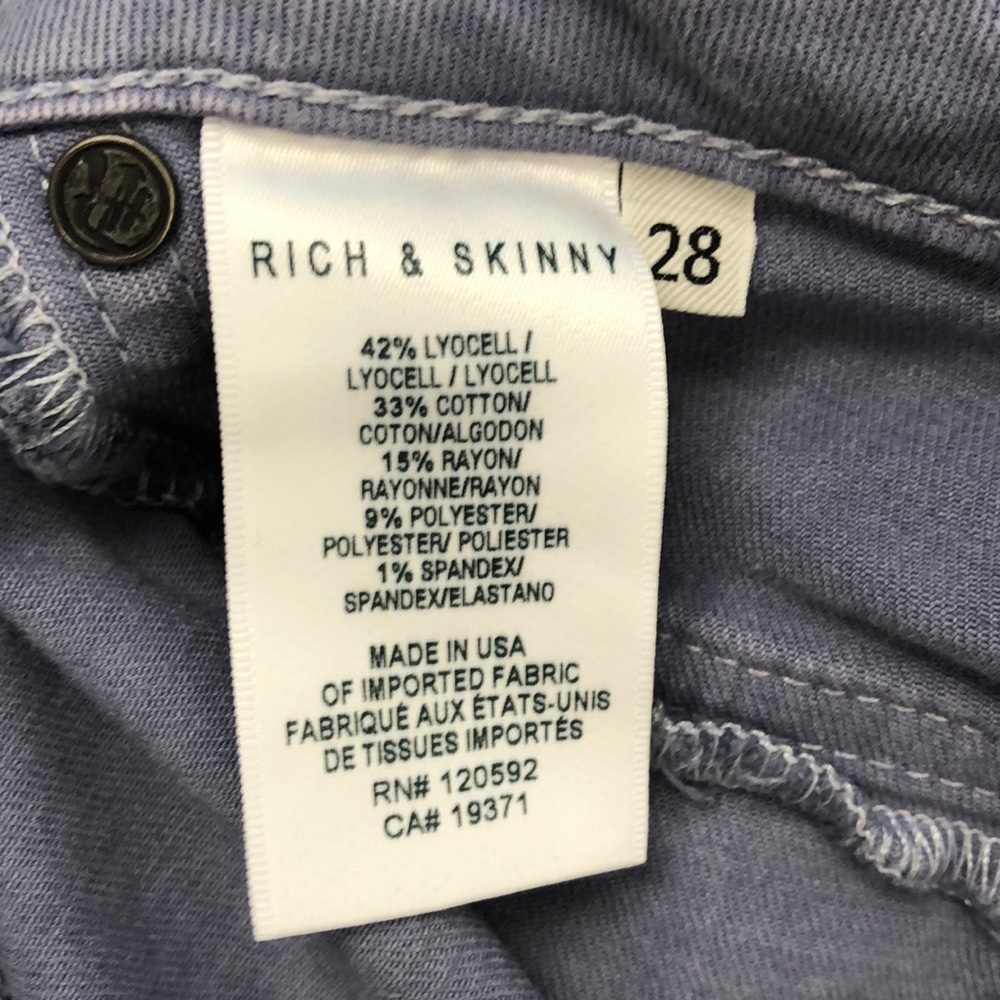 RICH & SKINNY
28
42% LYOCELL /
LYOCELL / LYOCELL
33% COTTON/
COTON/ALGODON
15% RAYON/
RAYONNE/RAYON
9% POLYESTER/
POLYESTER/ POLIESTER
1% SPANDEX/
SPANDEX/ELASTANO
MADE IN USA
OF IMPORTED FABRIC
FABRIQUÉ AUX ÉTATS-UNIS
DE TISSUES IMPORTÉS
RN# 120592
CA# 19371